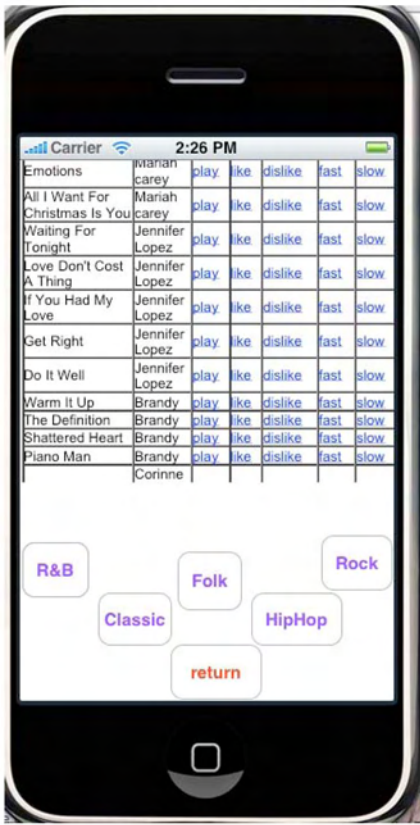 Carrier 2:26 PM
Emotions Mariah carey play like dislike fast slow
All I Want For Christmas Is You Mariah carey play like dislike fast slow
Waiting For Tonight Jennifer Lopez play like dislike fast slow
Love Don't Cost A Thing Jennifer Lopez play like dislike fast slow
If You Had My Love Jennifer Lopez play like dislike fast slow
Get Right Jennifer Lopez play like dislike fast slow
Do It Well Jennifer Lopez play like dislike fast slow
Warm It Up Brandy play like dislike fast slow
The Definition Brandy play like dislike fast slow
Shattered Heart Brandy play like dislike fast slow
Piano Man Brandy play like dislike fast slow
Corinne
R&B
Folk
Rock
Classic
HipHop
return